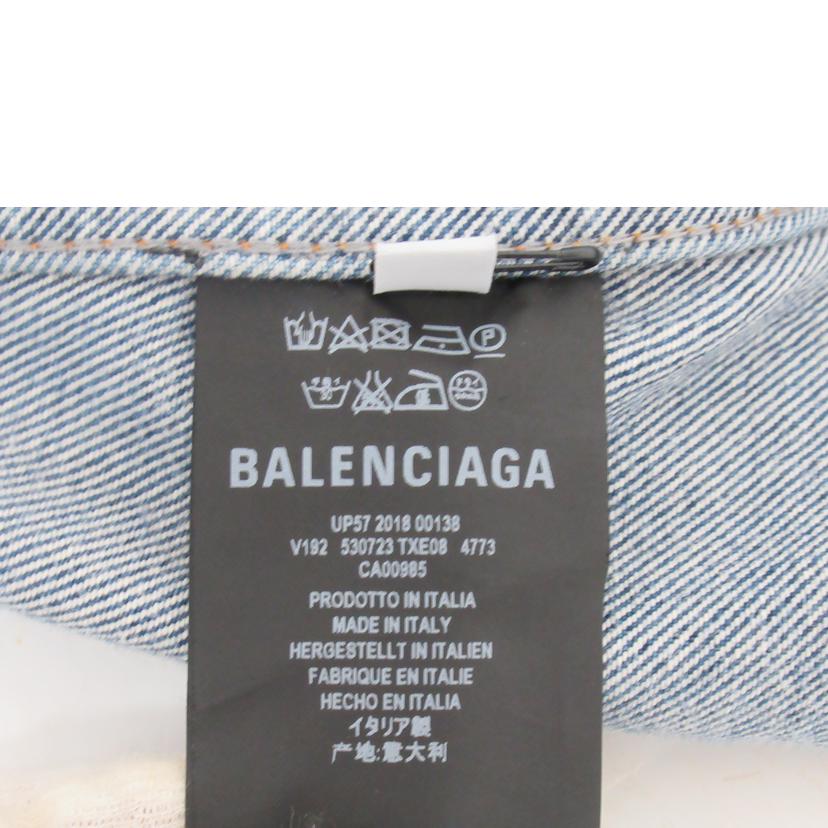 P
BALENCIAGA
UP57 2018 00138
V192 530723 TXE08 4773
CA00985
PRODOTTO IN ITALIA
MADE IN ITALY
HERGESTELLT IN ITALIEN
FABRIQUE EN ITALIE
HECHO EN ITALIA
イタリア製
产地:意大利